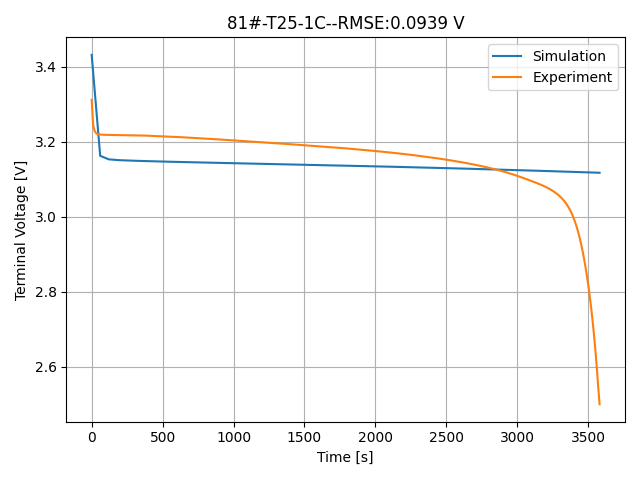 81#-T25-1C--RMSE:0.0939 V
Simulation
Experiment
Terminal Voltage [V]
3.4
3.2
3.0
2.8
2.6
0 500 1000 1500 2000 2500 3000 3500
Time [s]